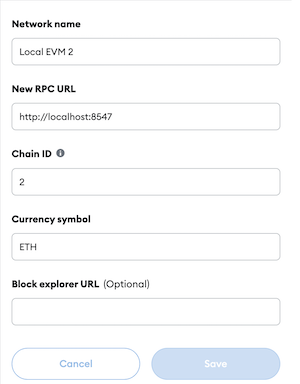 Network name
Local EVM 2
New RPC URL
http://localhost:8547
Chain ID
2
Currency symbol
ETH
Block explorer URL (Optional)
Cancel Save